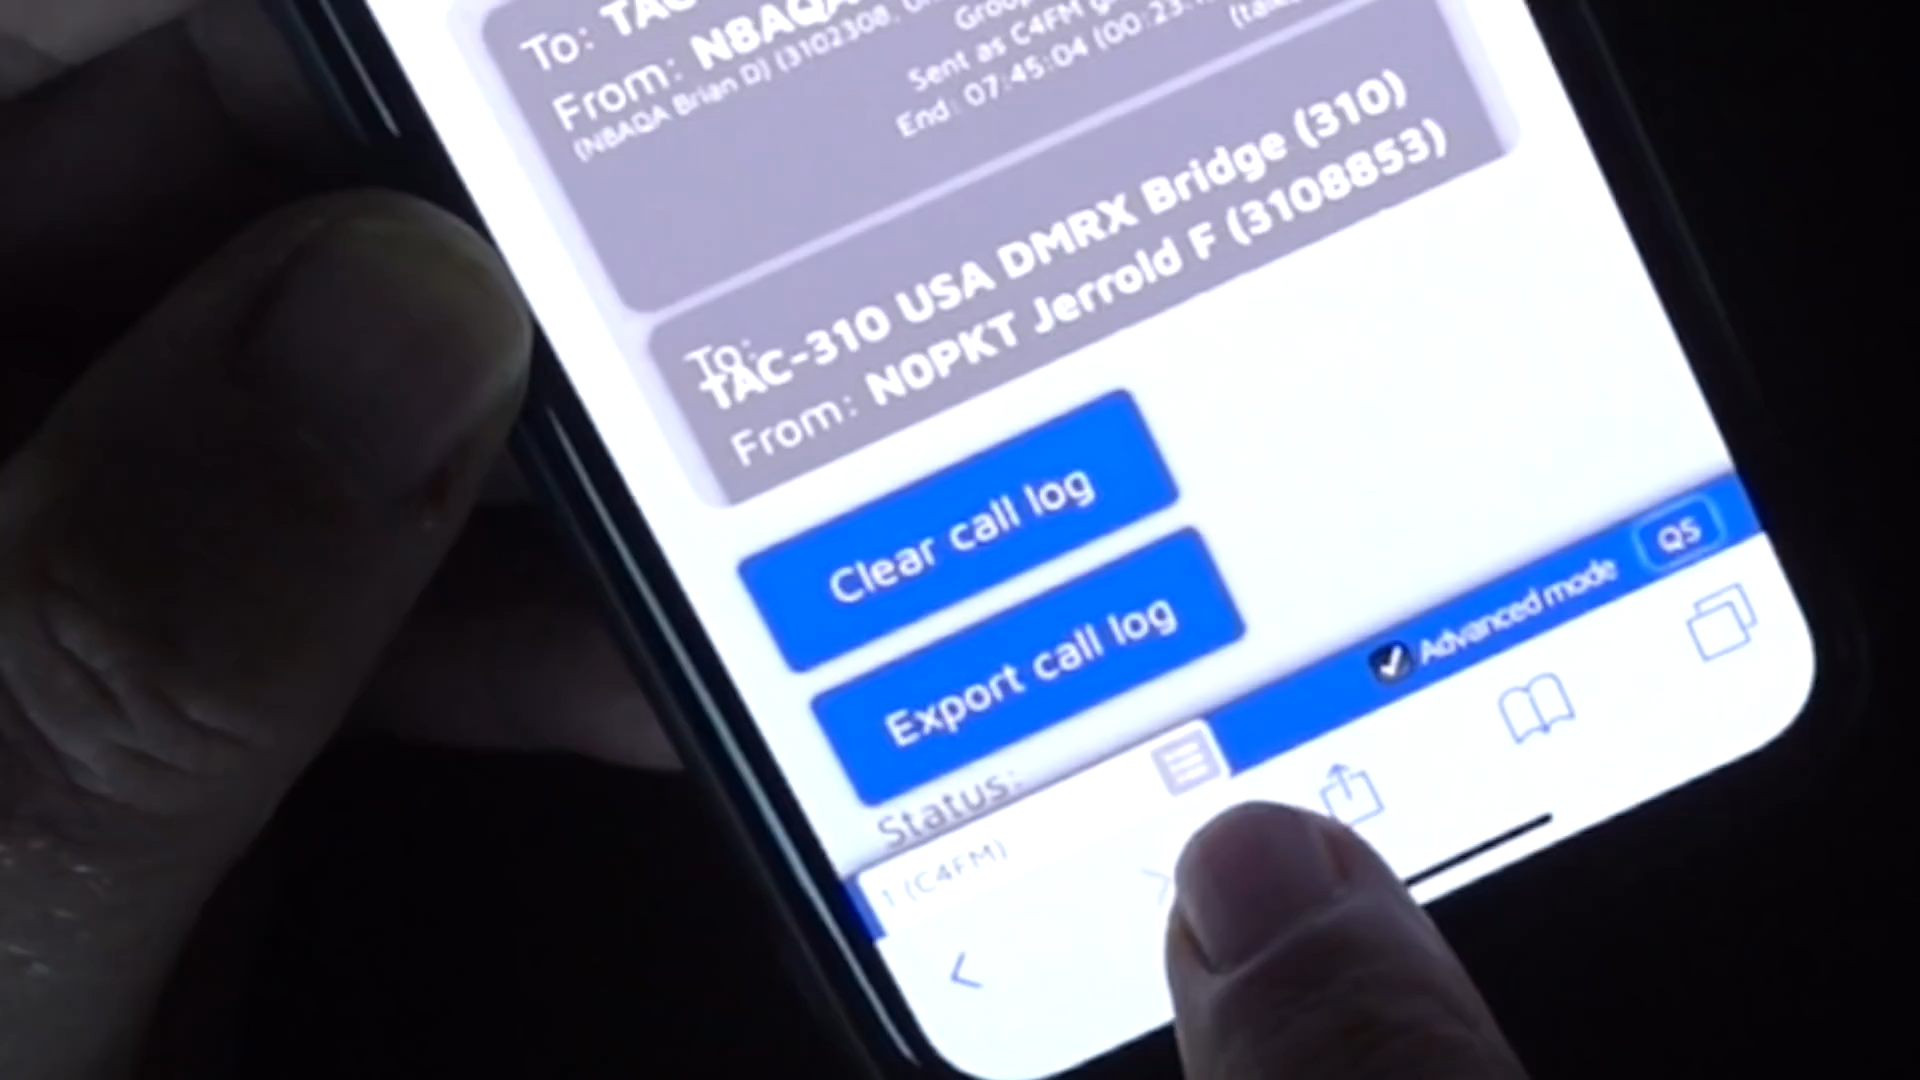 To: TAC
From: N8AQA
(N8AQA Brian D) (3102308,
Group
Sent as C4FM
End: 07:45:04 (00:23:
To:
TAC-310 USA DMRX Bridge (310)
From: N0PKT Jerrold F (3108853)
Clear call log
Export call log
Status:
Advanced mode
QS
1 (C4FM)